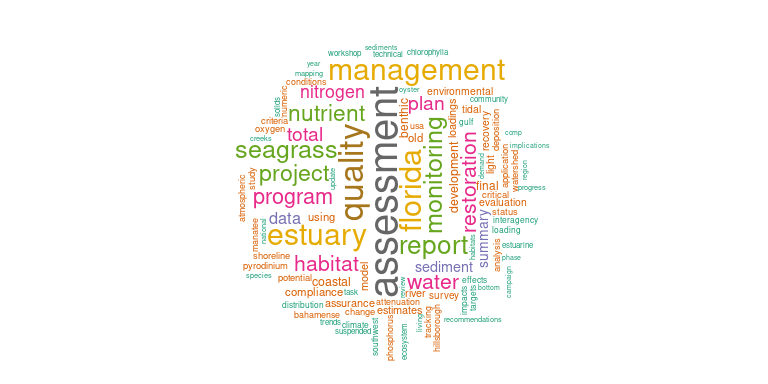 sediments
workshop
technical
chlorophylla
year
management
mapping
conditions
oyster
environmental
nitrogen
numeric
solids
plan
community
nutrient
benthic
loadings
tidal
deposition
criteria
gulf
recovery
oxygen
total
usa
comp
creeks
old
implications
seagrass
quality
assessment
florida
monitoring
restoration
light
application
watershed
region
demand
project
study
update
development
final
progress
program
critical
atmospheric
evaluation
data
using
status
summary
interagency
manatee
national
estuary
loading
report
habitats
analysis
estuarine
shoreline
phase
pyrodinium
habitat
sediment
species
model
potential
coastal
review
water
effects
campaign
bottom
compliance
task
river
survey
impacts
targets
distribution
assurance
attenuation
bahamense
change
estimates
tracking
hillsborough
trends
climate
phosphorus
living
recommendations
suspended
southwest
ecosystem